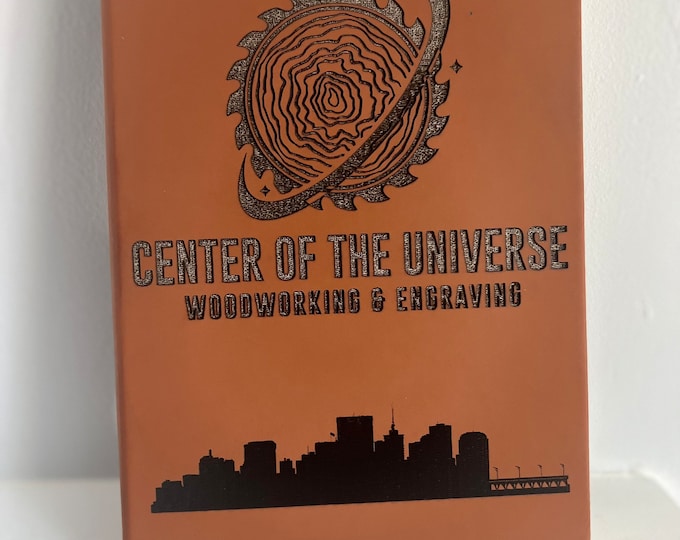 CENTER OF THE UNIVERSE
WOODWORKING & ENGRAVING